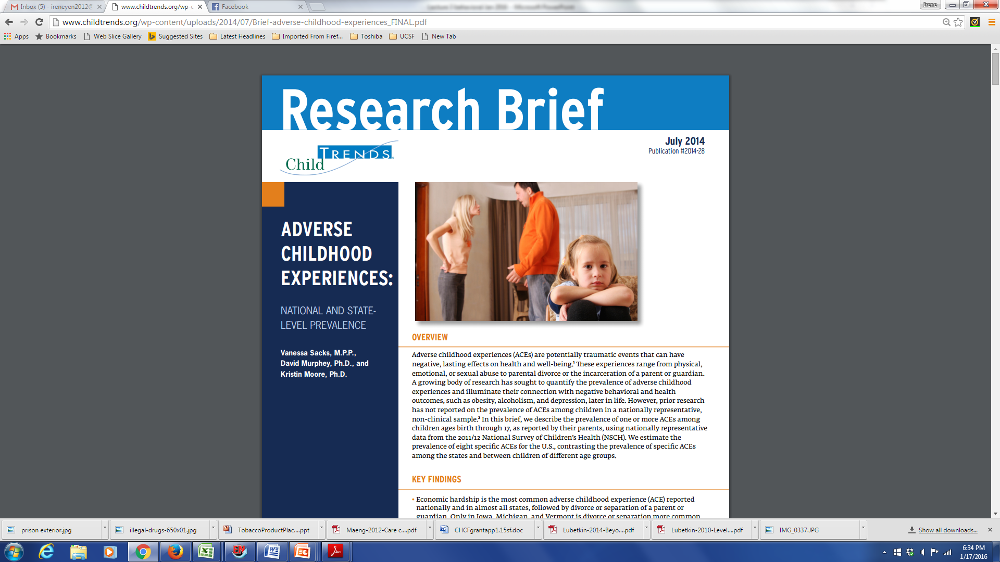 Inbox (5) - ireneyen2012@
www.childtrends.org/wp-c
Facebook
Irene
www.childtrends.org/wp-content/uploads/2014/07/Brief-adverse-childhood-experiences_FINAL.pdf
Apps
Bookmarks
Web Slice Gallery
Suggested Sites
Latest Headlines
Imported From Firef...
Toshiba
UCSF
New Tab
Research Brief
Child TRENDS®
July 2014
Publication #2014-28
ADVERSE
CHILDHOOD
EXPERIENCES:
NATIONAL AND STATE-
LEVEL PREVALENCE
Vanessa Sacks, M.P.P.,
David Murphey, Ph.D., and
Kristin Moore, Ph.D.
OVERVIEW
Adverse childhood experiences (ACEs) are potentially traumatic events that can have
negative, lasting effects on health and well-being.¹ These experiences range from physical,
emotional, or sexual abuse to parental divorce or the incarceration of a parent or guardian.
A growing body of research has sought to quantify the prevalence of adverse childhood
experiences and illuminate their connection with negative behavioral and health
outcomes, such as obesity, alcoholism, and depression, later in life. However, prior research
has not reported on the prevalence of ACEs among children in a nationally representative,
non-clinical sample.² In this brief, we describe the prevalence of one or more ACEs among
children ages birth through 17, as reported by their parents, using nationally representative
data from the 2011/12 National Survey of Children's Health (NSCH). We estimate the
prevalence of eight specific ACEs for the U.S., contrasting the prevalence of specific ACEs
among the states and between children of different age groups.
KEY FINDINGS
• Economic hardship is the most common adverse childhood experience (ACE) reported
nationally and in almost all states, followed by divorce or separation of a parent or
guardian. Only in Iowa, Michigan, and Vermont is divorce or separation more common
prison exterior.jpg
illegal-drugs-650x01.jpg
TobaccoProductPlac....ppt
Maeng-2012-Care c....pdf
CHCFgrantapp1.15sf.doc
Lubetkin-2014-Beyo....pdf
Lubetkin-2010-Level....pdf
IMG_0337.JPG
Show all downloads...
EN
6:34 PM
1/17/2016